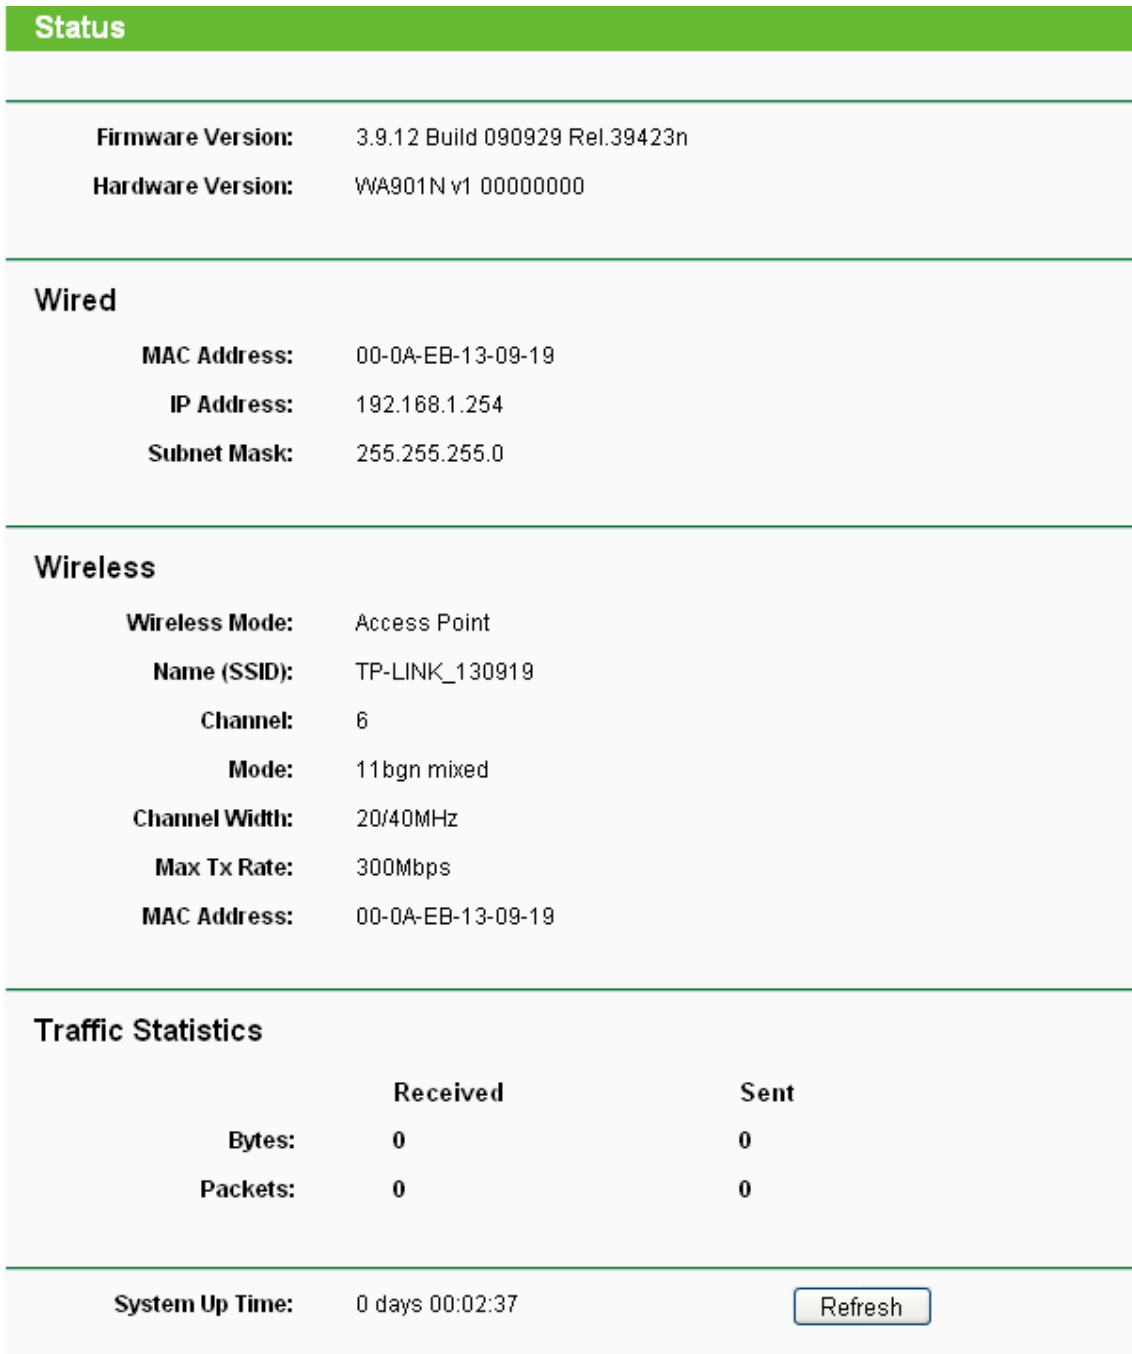 Status
Firmware Version: 3.9.12 Build 090929 Rel.39423n
Hardware Version: WA901N v1 00000000
Wired
MAC Address: 00-0A-EB-13-09-19
IP Address: 192.168.1.254
Subnet Mask: 255.255.255.0
Wireless
Wireless Mode: Access Point
Name (SSID): TP-LINK_130919
Channel: 6
Mode: 11bgn mixed
Channel Width: 20/40MHz
Max Tx Rate: 300Mbps
MAC Address: 00-0A-EB-13-09-19
Traffic Statistics
Received Sent
Bytes: 0 0
Packets: 0 0
System Up Time: 0 days 00:02:37 Refresh